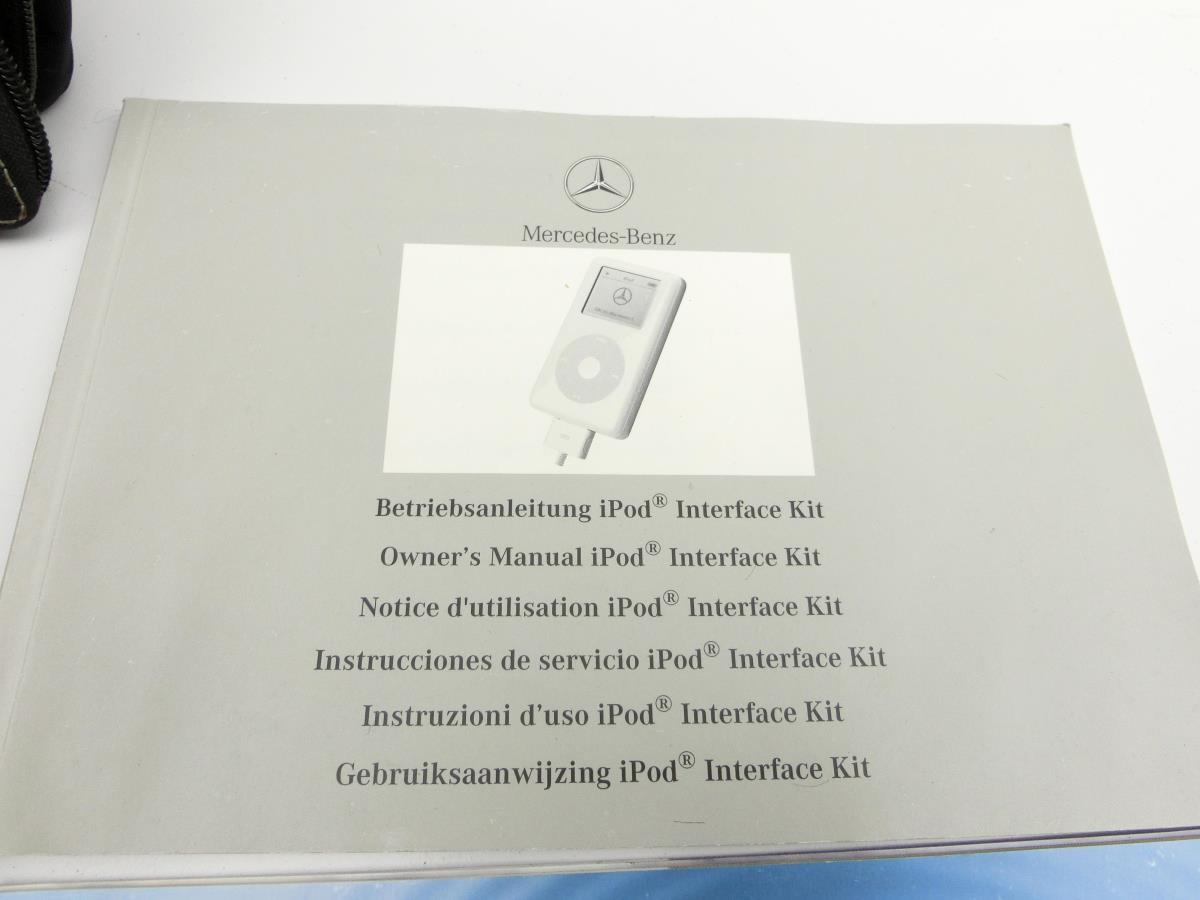 Mercedes-Benz
iPod
Betriebsanleitung iPod® Interface Kit
Owner's Manual iPod® Interface Kit
Notice d'utilisation iPod® Interface Kit
Instrucciones de servicio iPod® Interface Kit
Instruzioni d'uso iPod® Interface Kit
Gebruiksaanwijzing iPod® Interface Kit